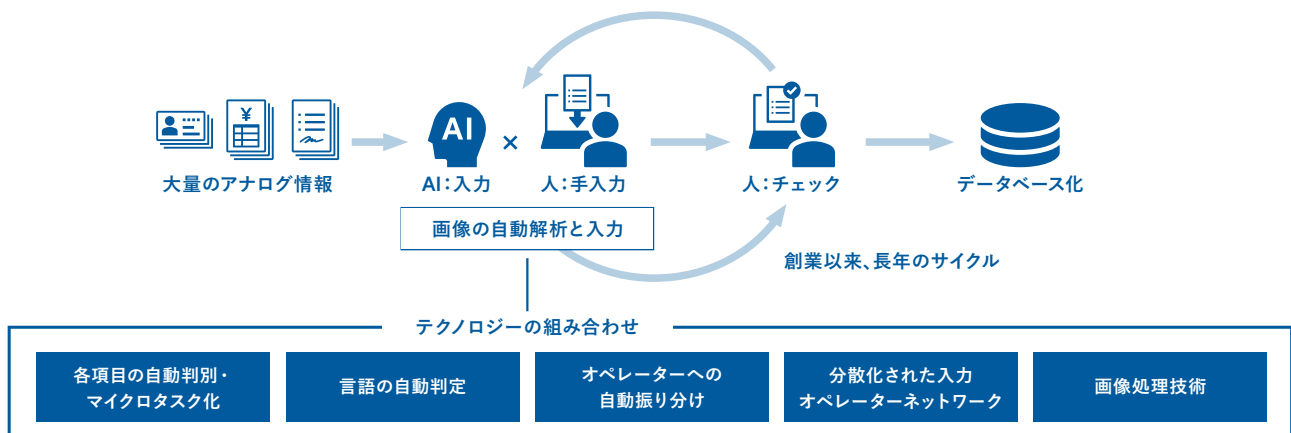 ¥
AI
×
大量のアナログ情報
AI：入力
人：手入力
人：チェック
データベース化
画像の自動解析と入力
創業以来、長年のサイクル
テクノロジーの組み合わせ
各項目の自動判別・
マイクロタスク化
言語の自動判定
オペレーターへの
自動振り分け
分散化された入力
オペレーターネットワーク
画像処理技術